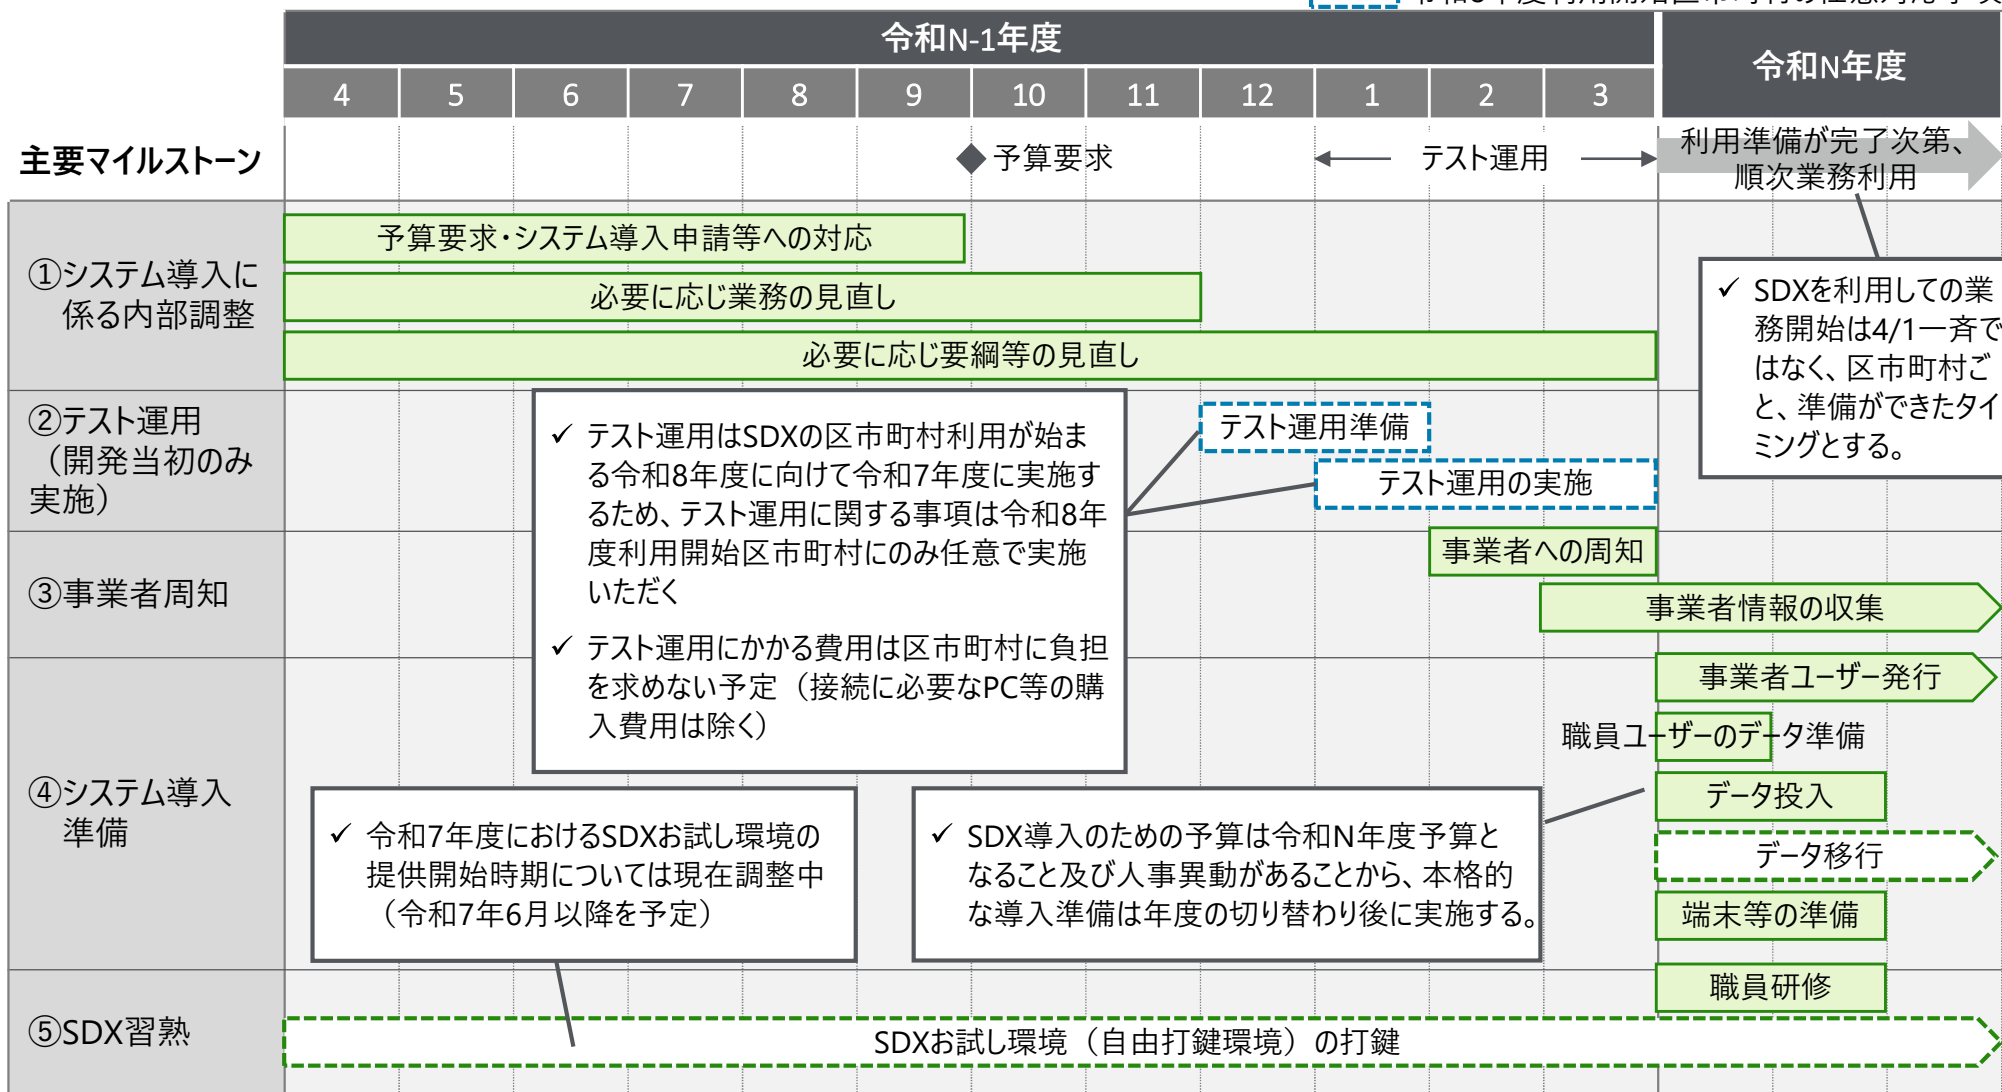 令和N-1年度
令和N年度
4 5 6 7 8 9 10 11 12 1 2 3
主要マイルストーン
予算要求
テスト運用
利用準備が完了次第、
順次業務利用
①システム導入に
係る内部調整
予算要求・システム導入申請等への対応
必要に応じ業務の見直し
必要に応じ要綱等の見直し
✓ SDXを利用しての業
務開始は4/1一斉で
はなく、区市町村ご
と、準備ができたタイ
ミングとする。
②テスト運用
（開発当初のみ
実施）
✓ テスト運用はSDXの区市町村利用が始ま
る令和8年度に向けて令和7年度に実施す
るため、テスト運用に関する事項は令和8年
度利用開始区市町村にのみ任意で実施
いただく
✓ テスト運用にかかる費用は区市町村に負担
を求めない予定（接続に必要なPC等の購
入費用は除く）
テスト運用準備
テスト運用の実施
③事業者周知
事業者への周知
事業者情報の収集
④システム導入
準備
事業者ユーザー発行
職員ユーザーのデータ準備
データ投入
データ移行
端末等の準備
✓ 令和7年度におけるSDXお試し環境の
提供開始時期については現在調整中
（令和7年6月以降を予定）
✓ SDX導入のための予算は令和N年度予算と
なること及び人事異動があることから、本格的
な導入準備は年度の切り替わり後に実施する。
⑤SDX習熟
職員研修
SDXお試し環境（自由打鍵環境）の打鍵